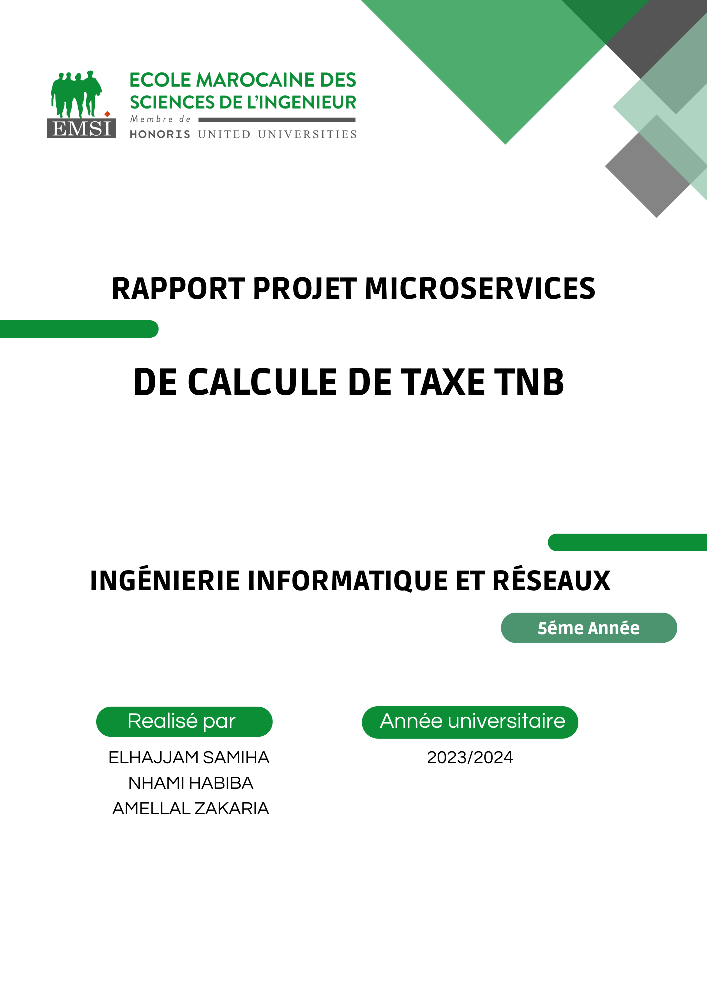 ECOLE MAROCAINE DES
SCIENCES DE L'INGENIEUR
Membre de
HONORIS UNITED UNIVERSITIES
EMSI
RAPPORT PROJET MICROSERVICES
DE CALCULE DE TAXE TNB
INGÉNIERIE INFORMATIQUE ET RÉSEAUX
5éme Année
Realisé par
ELHAJJAM SAMIHA
NHAMI HABIBA
AMELLAL ZAKARIA
Année universitaire
2023/2024